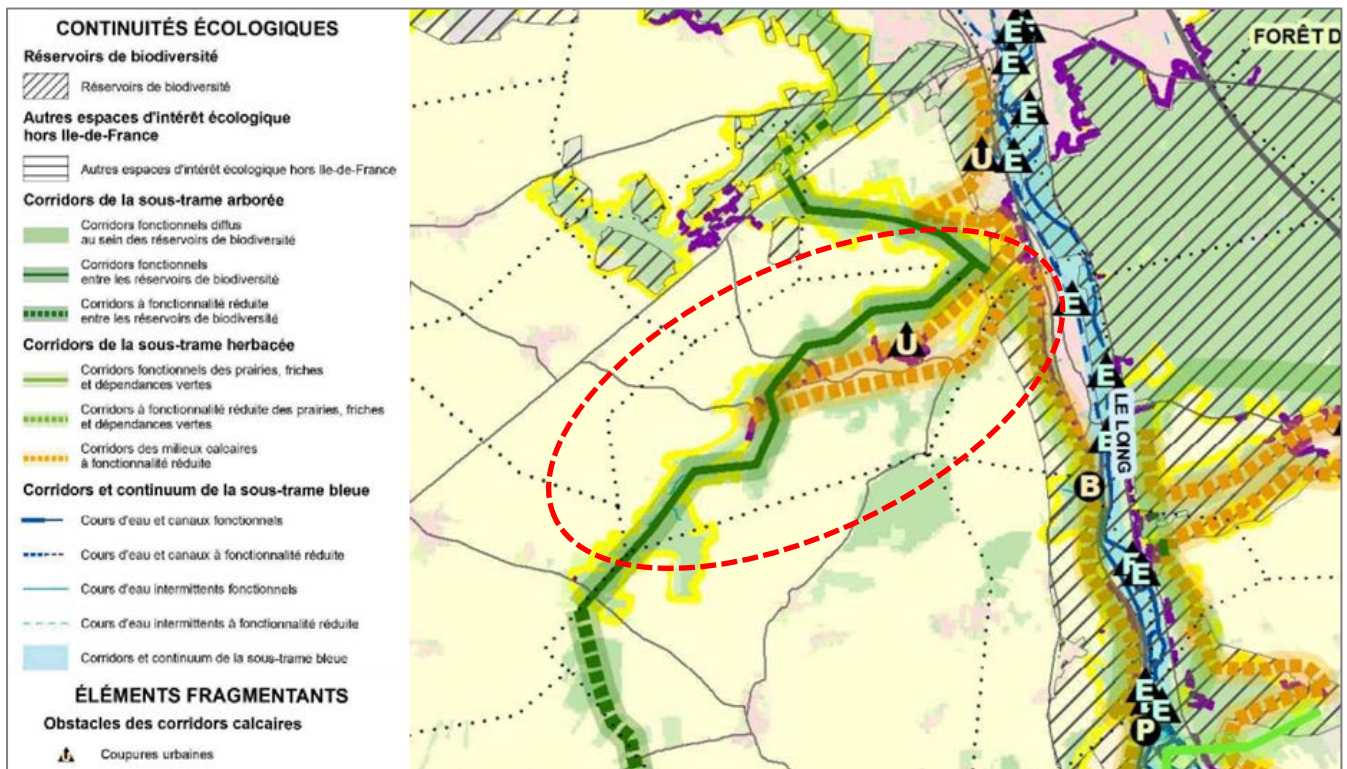 CONTINUITÉS ÉCOLOGIQUES
Réservoirs de biodiversité
Réservoirs de biodiversité
Autres espaces d'intérêt écologique
hors Ile-de-France
Autres espaces d'intérêt écologique hors Ile-de-France
Corridors de la sous-trame arborée
Corridors fonctionnels diffus
au sein des réservoirs de biodiversité
Corridors fonctionnels
entre les réservoirs de biodiversité
Corridors à fonctionnalité réduite
entre les réservoirs de biodiversité
Corridors de la sous-trame herbacée
Corridors fonctionnels des prairies, friches
et dépendances vertes
Corridors à fonctionnalité réduite des prairies, friches
et dépendances vertes
Corridors des milieux calcaires
à fonctionnalité réduite
Corridors et continuum de la sous-trame bleue
Cours d'eau et canaux fonctionnels
Cours d'eau et canaux à fonctionnalité réduite
Cours d'eau intermittents fonctionnels
Cours d'eau intermittents à fonctionnalité réduite
Corridors et continuum de la sous-trame bleue
ÉLÉMENTS FRAGMENTANTS
Obstacles des corridors calcaires
U
Coupures urbaines
E
FORÊT D
E
E
U
E
E
U
E
LE LOING
E
B
E
E
E
P